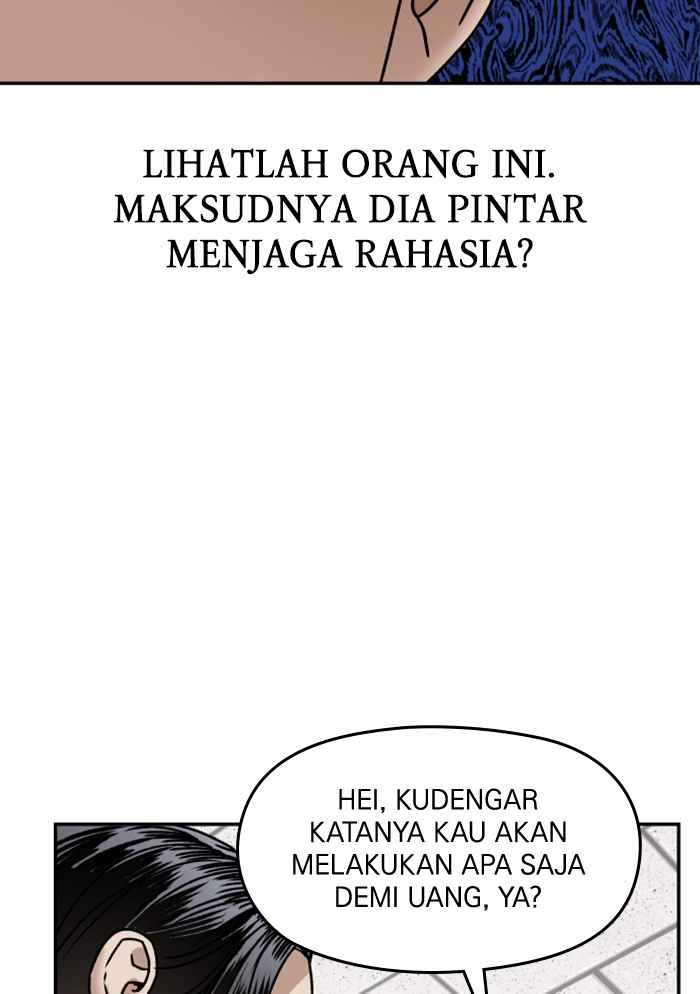 LIHATLAH ORANG INI.
MAKSUDNYA DIA PINTAR
MENJAGA RAHASIA?
HEI, KUDENGAR
KATANYA KAU AKAN
MELAKUKAN APA SAJA
DEMI UANG, YA?